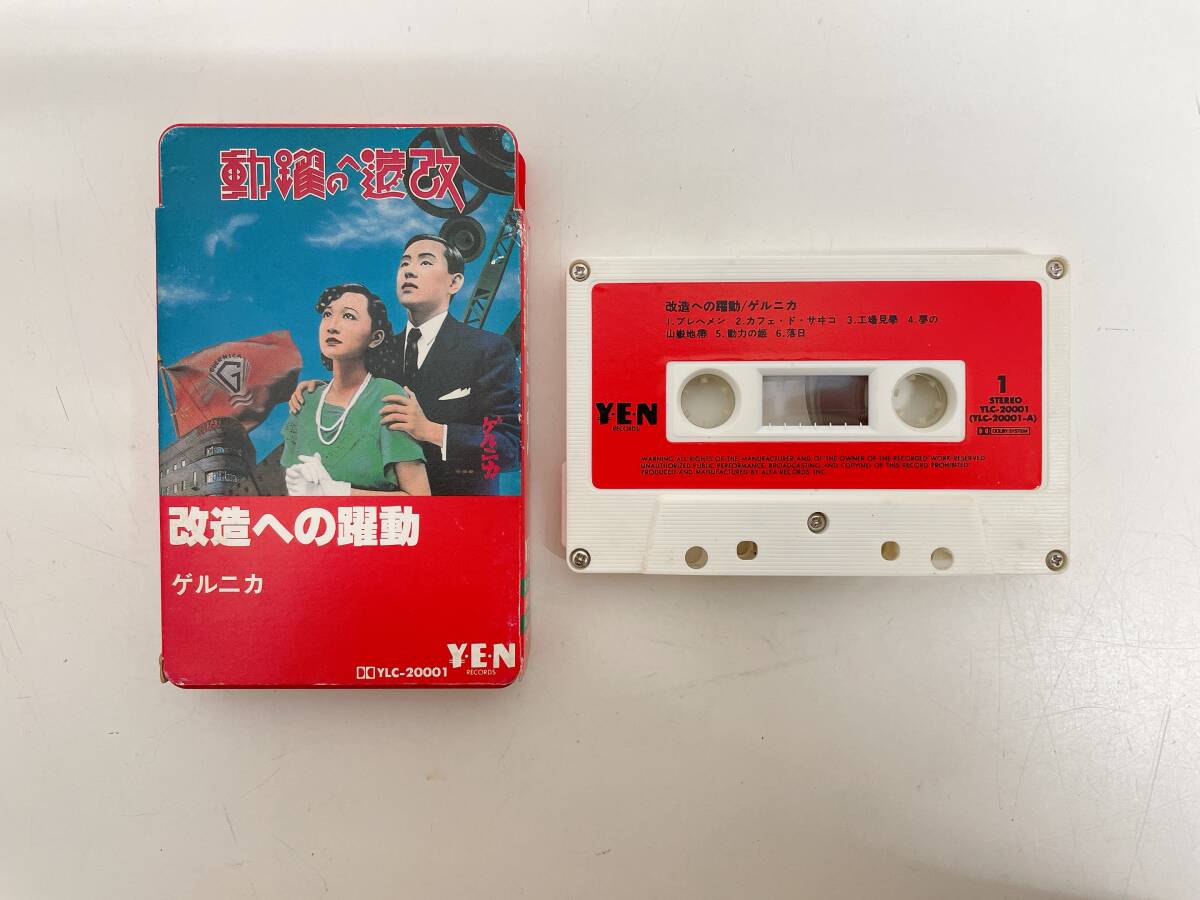 動躍のへ造改
GUERNICA
G
ゲルニカ
改造への躍動
ゲルニカ
YLC-20001
Y·E·N
RECORDS
改造への躍動/ゲルニカ
1.ブレヘメン 2.カフェ・ド・サヰコ 3.工場見學 4.夢の
山嶽地帶 5.動力の姫 6.落日
Y·E·N
RECORDS
1
STEREO
YLC-20001
(YLC-20001-A)
DOLBY SYSTEM
WARNING: ALL RIGHTS OF THE MANUFACTURER AND OF THE OWNER OF THE RECORDED WORK RESERVED
UNAUTHORIZED PUBLIC PERFORMANCE, BROADCASTING AND COPYING OF THIS RECORD PROHIBITED
PRODUCED AND MANUFACTURED BY ALFA RECORDS, INC.